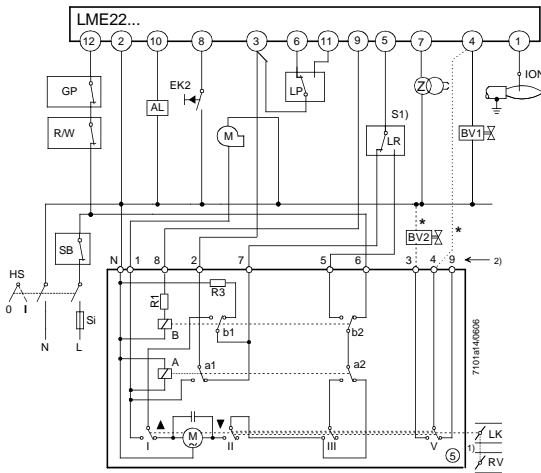 LME22...
12 2 10 8 3 6 11 9 5 7 4 1
ION
GP
EK2
AL
LP
S1)
Z
R/W
M
LR
BV1
*
*
BV2
SB
N 1 8 2 7 5 6 3 4 9
2)
HS
0 I
Si
N L
R1
R3
B
b1
b2
A
a1
a2
7101a14/0606
M
I II III V
5
1)
LK
RV